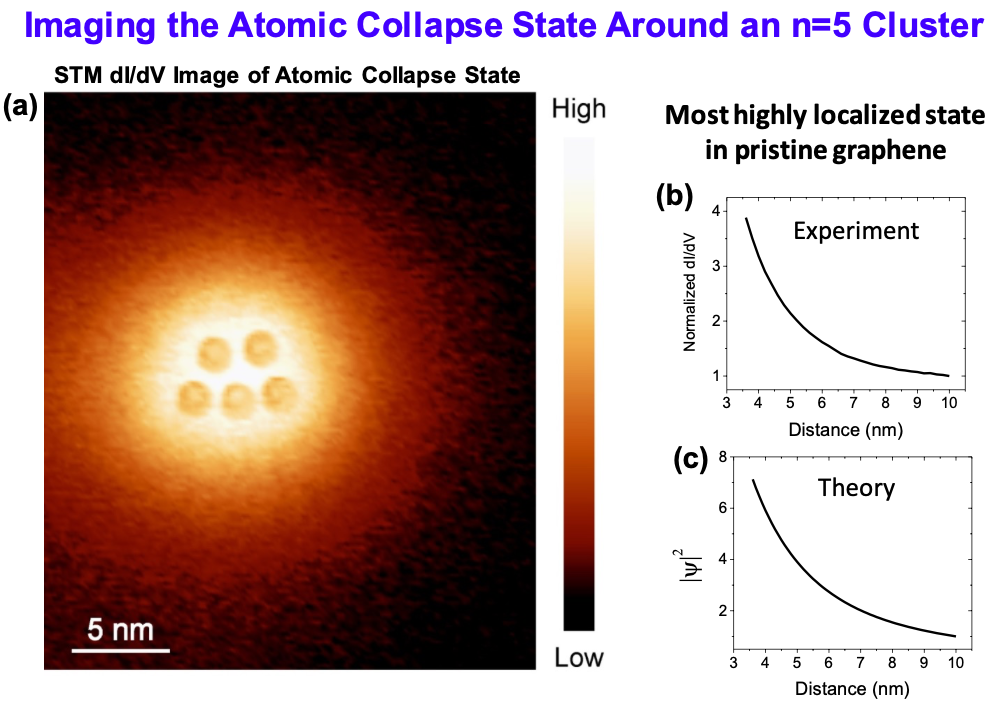 Imaging the Atomic Collapse State Around an n=5 Cluster
STM dI/dV Image of Atomic Collapse State
(a)
5 nm
High
Low
Most highly localized state
in pristine graphene
(b)
Experiment
Normalized dI/dV
4
3
2
1
3 4 5 6 7 8 9 10
Distance (nm)
(c)
Theory
|ψ|²
8
6
4
2
3 4 5 6 7 8 9 10
Distance (nm)